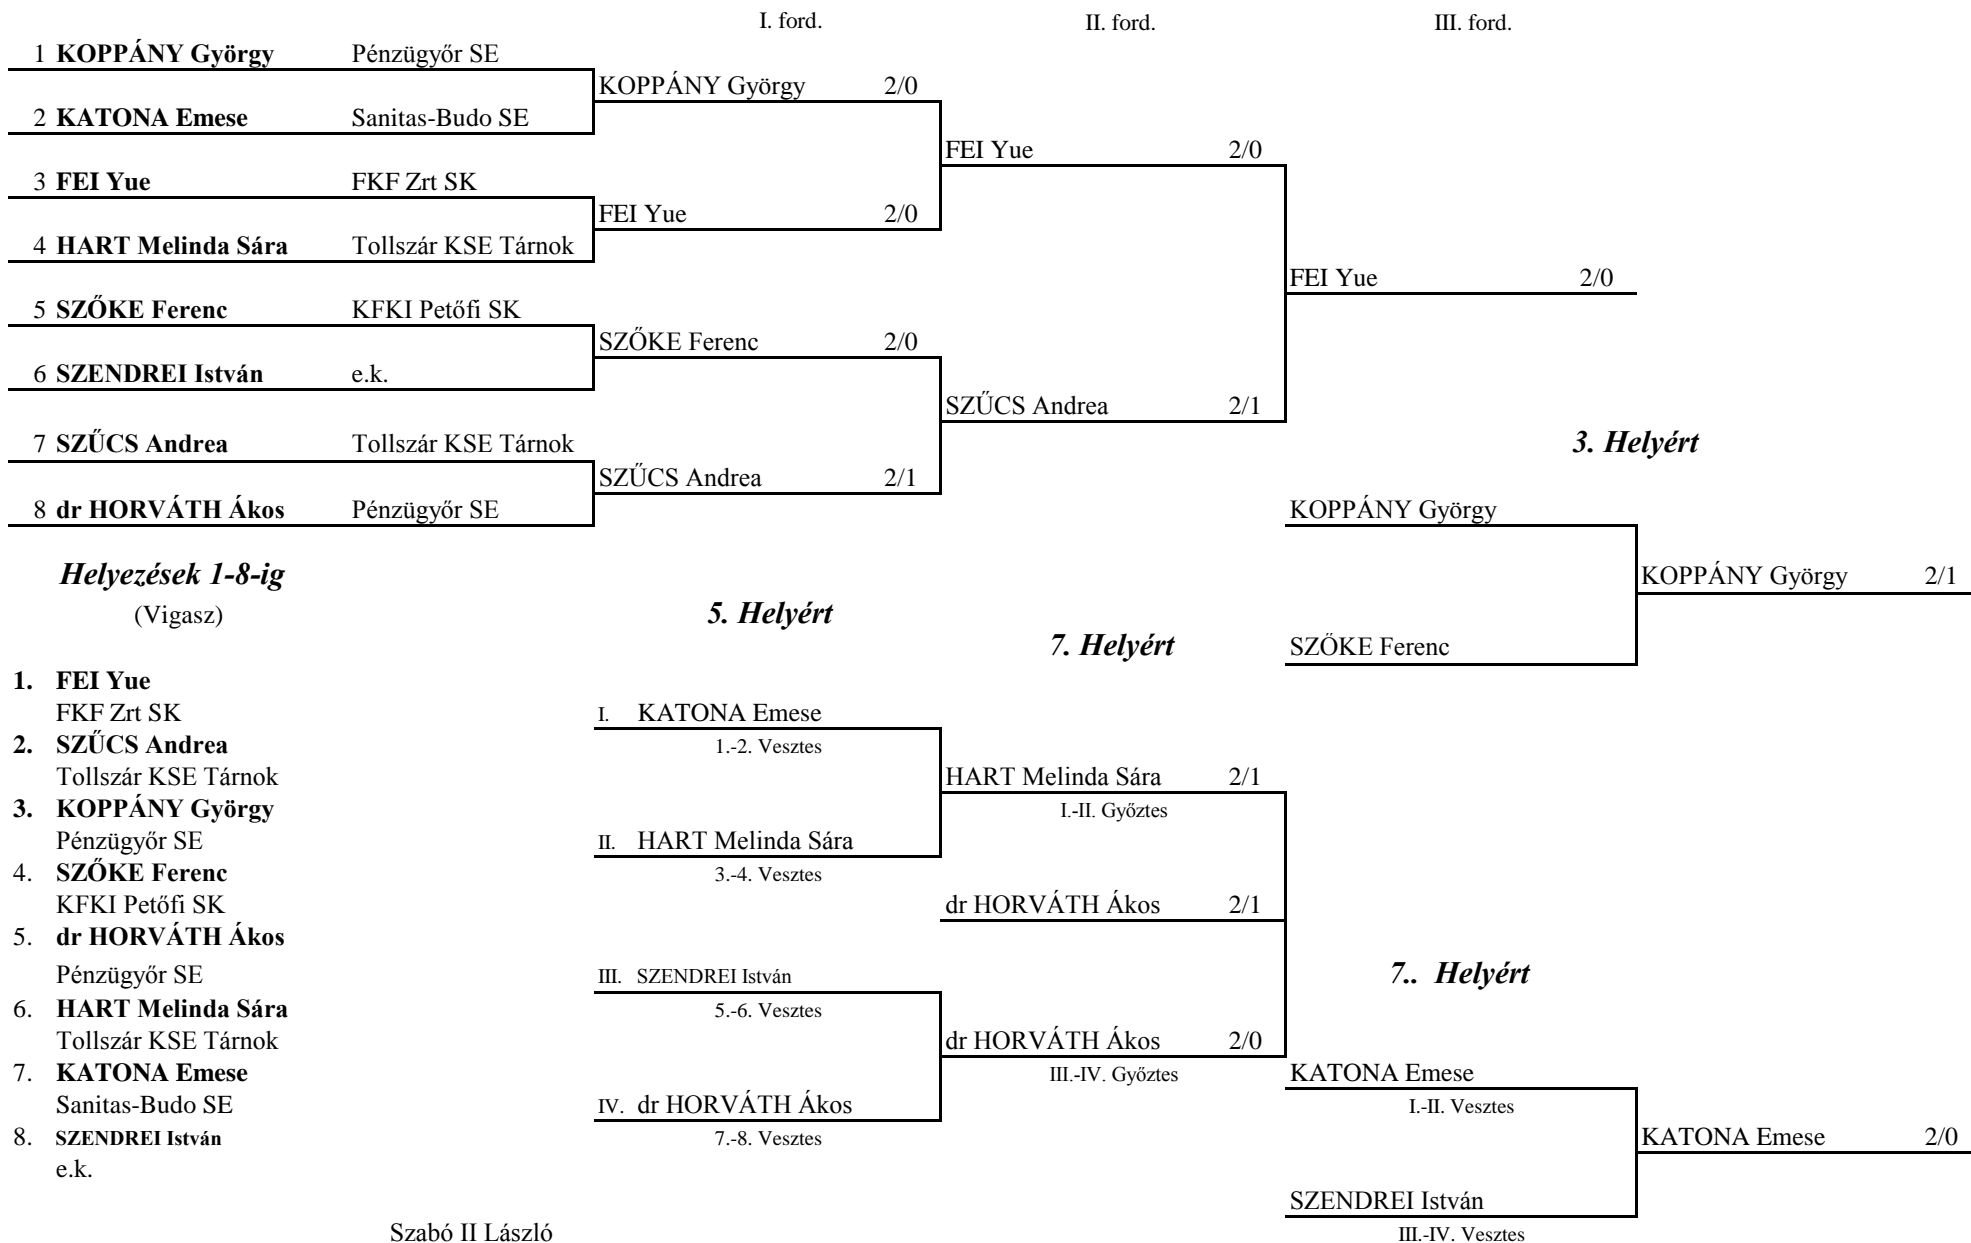 I. ford. II. ford. III. ford.
1 KOPPÁNY György Pénzügyőr SE
KOPPÁNY György 2/0
2 KATONA Emese Sanitas-Budo SE
FEI Yue 2/0
3 FEI Yue FKF Zrt SK
FEI Yue 2/0
4 HART Melinda Sára Tollszár KSE Tárnok
FEI Yue 2/0
5 SZŐKE Ferenc KFKI Petőfi SK
SZŐKE Ferenc 2/0
6 SZENDREI István e.k.
SZŰCS Andrea 2/1
7 SZŰCS Andrea Tollszár KSE Tárnok 3. Helyért
SZŰCS Andrea 2/1
8 dr HORVÁTH Ákos Pénzügyőr SE KOPPÁNY György
Helyezések 1-8-ig KOPPÁNY György 2/1
(Vigasz) 5. Helyért
7. Helyért SZŐKE Ferenc
1. FEI Yue
FKF Zrt SK I. KATONA Emese
2. SZŰCS Andrea 1.-2. Vesztes
Tollszár KSE Tárnok HART Melinda Sára 2/1
3. KOPPÁNY György I.-II. Győztes
Pénzügyőr SE II. HART Melinda Sára
4. SZŐKE Ferenc 3.-4. Vesztes
KFKI Petőfi SK dr HORVÁTH Ákos 2/1
5. dr HORVÁTH Ákos
Pénzügyőr SE III. SZENDREI István 7.. Helyért
6. HART Melinda Sára 5.-6. Vesztes
Tollszár KSE Tárnok dr HORVÁTH Ákos 2/0
7. KATONA Emese III.-IV. Győztes KATONA Emese
Sanitas-Budo SE IV. dr HORVÁTH Ákos I.-II. Vesztes
8. SZENDREI István 7.-8. Vesztes KATONA Emese 2/0
e.k.
SZENDREI István
Szabó II László III.-IV. Vesztes